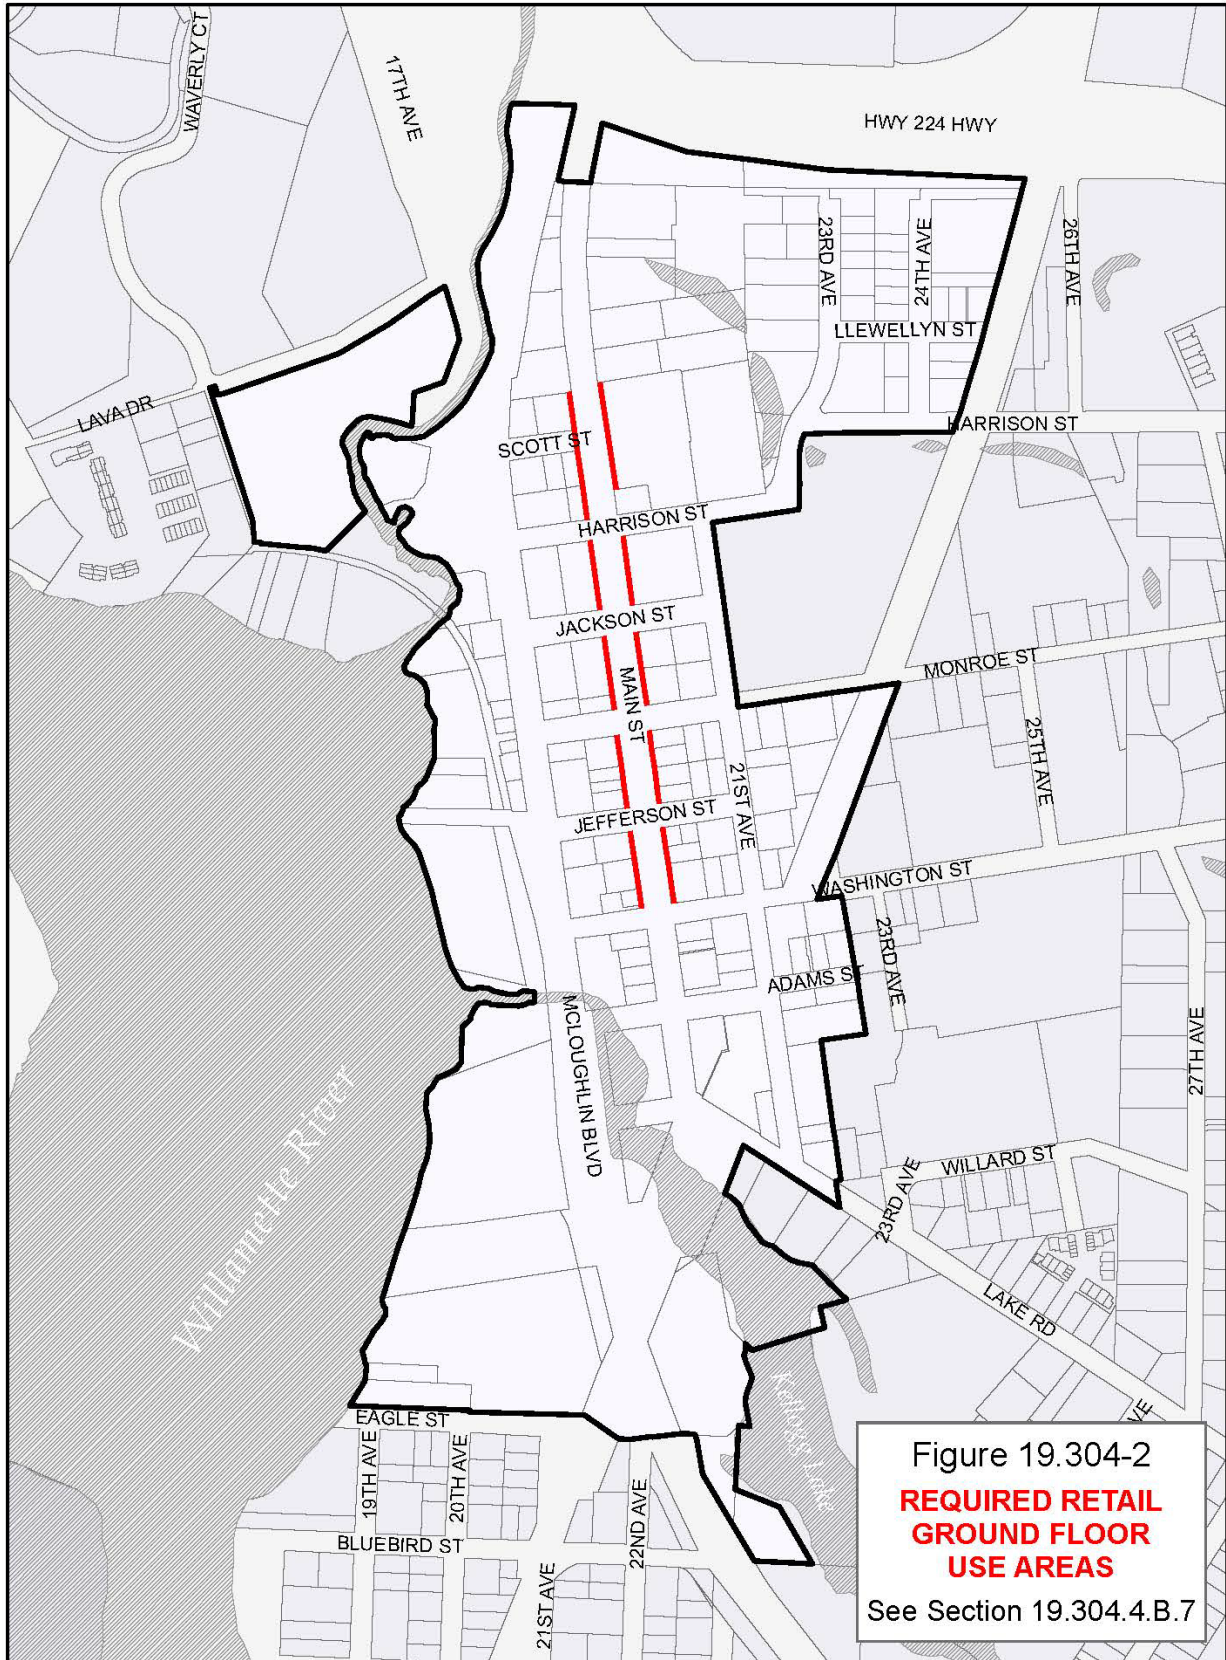 WAVERLY CT
17TH AVE
HWY 224 HWY
23RD AVE
24TH AVE
26TH AVE
LLEWELLYN ST
LAVA DR
HARRISON ST
SCOTT ST
HARRISON ST
JACKSON ST
MAIN ST
MONROE ST
25TH AVE
21ST AVE
JEFFERSON ST
WASHINGTON ST
23RD AVE
ADAMS ST
MCLOUGHLIN BLVD
27TH AVE
Willamette River
WILLARD ST
23RD AVE
LAKE RD
Kellogg Lake
EAGLE ST
19TH AVE
20TH AVE
BLUEBIRD ST
21ST AVE
22ND AVE
VE
Figure 19.304-2
REQUIRED RETAIL
GROUND FLOOR
USE AREAS
See Section 19.304.4.B.7